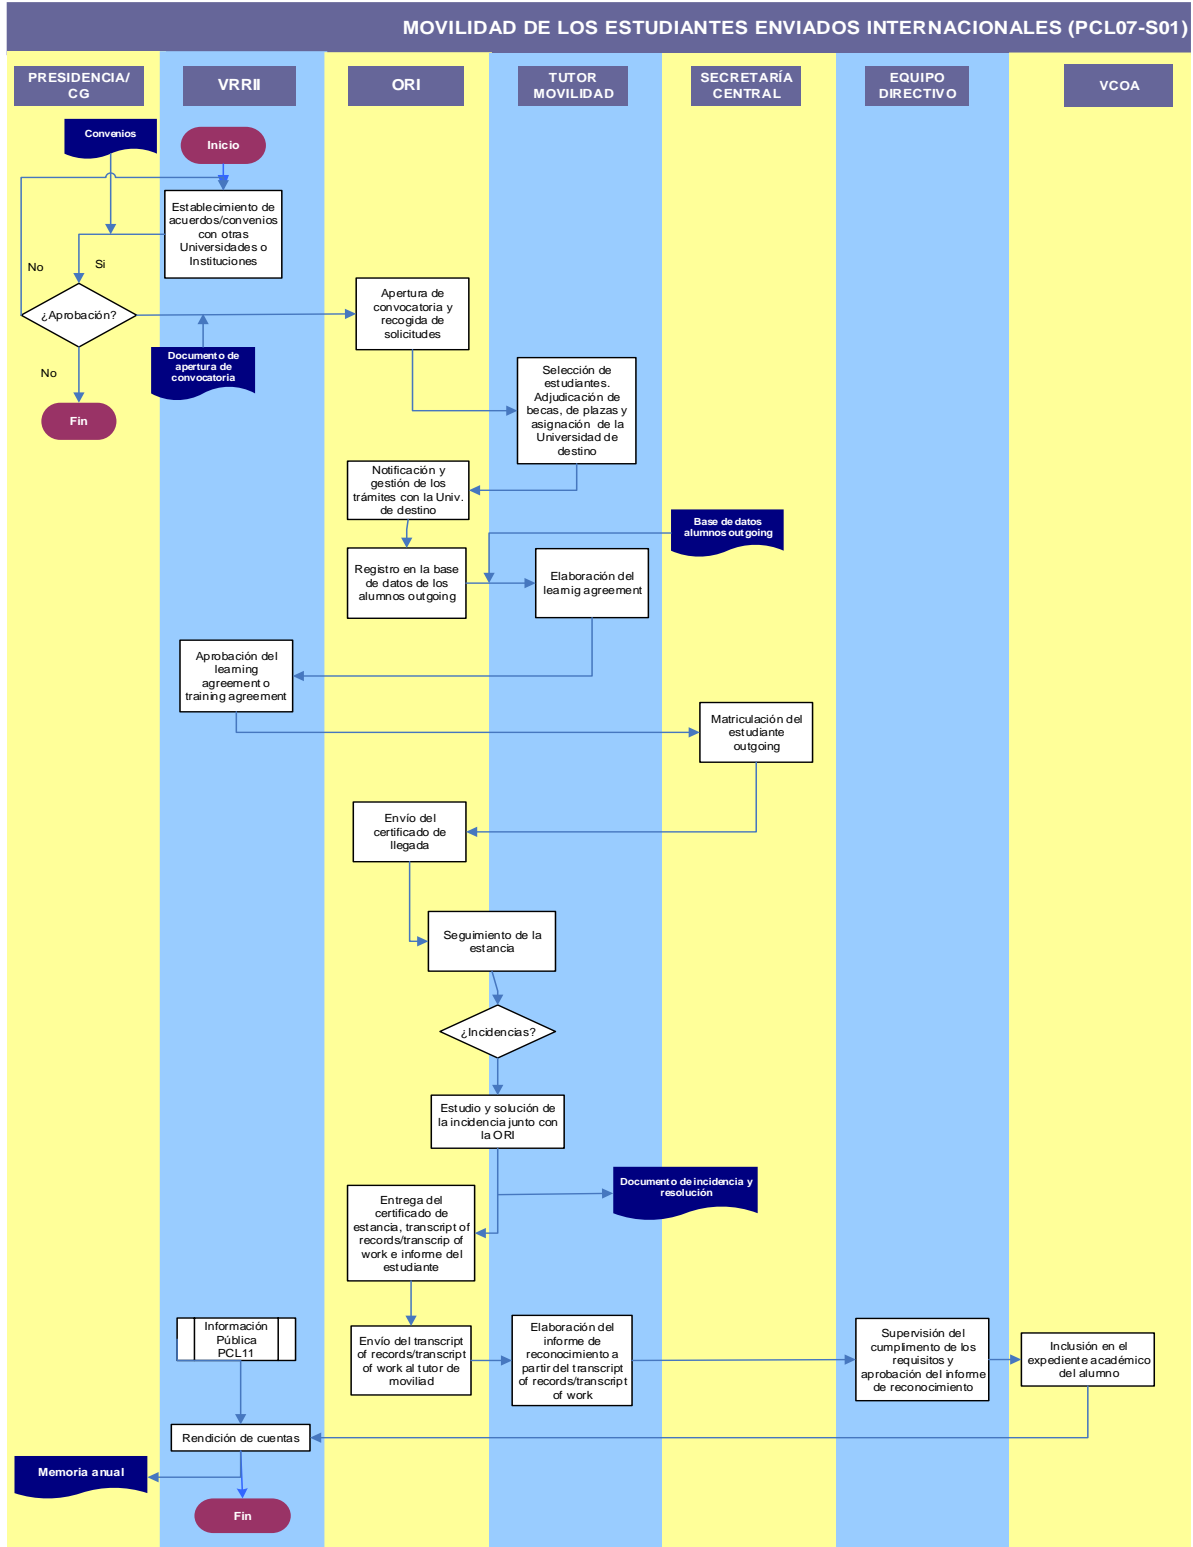 MOVILIDAD DE LOS ESTUDIANTES ENVIADOS INTERNACIONALES (PCL07-S01)
PRESIDENCIA/
CG
VRRII
ORI
TUTOR
MOVILIDAD
SECRETARÍA
CENTRAL
EQUIPO
DIRECTIVO
VCOA
Convenios
Inicio
Establecimiento de
acuerdos/convenios
con otras
Universidades o
Instituciones
No
Si
¿Aprobación?
Apertura de
convocatoria y
recogida de
solicitudes
Documento de
apertura de
convocatoria
No
Fin
Selección de
estudiantes.
Adjudicación de
becas, de plazas y
asignación de la
Universidad de
destino
Notificación y
gestión de los
trámites con la Univ.
de destino
Base de datos
alumnos outgoing
Registro en la base
de datos de los
alumnos outgoing
Elaboración del
learnig agreement
Aprobación del
learning
agreement o
training agreement
Matriculación del
estudiante
outgoing
Envío del
certificado de
llegada
Seguimiento de la
estancia
¿Incidencias?
Estudio y solución de
la incidencia junto con
la ORI
Documento de incidencia y
resolución
Entrega del
certificado de
estancia, transcript of
records/transcrip of
work e informe del
estudiante
Información
Pública
PCL11
Envío del transcript
of records/transcript
of work al tutor de
moviliad
Elaboración del
informe de
reconocimiento a
partir del transcript
of records/transcript
of work
Supervisión del
cumplimento de los
requisitos y
aprobación del informe
de reconocimiento
Inclusión en el
expediente académico
del alumno
Rendición de cuentas
Memoria anual
Fin